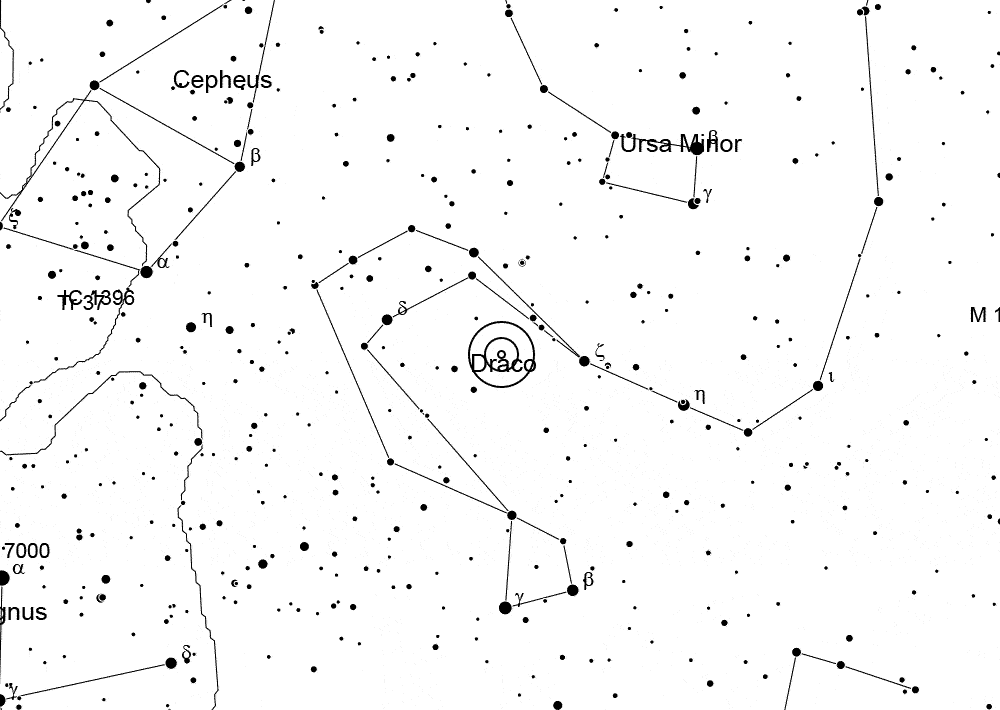 Cepheus
Ursa Minor
β
β
γ
ξ
α
IC 1396
Tr 37
η
δ
M 1
ζ
Draco
ι
η
7000
α
β
γ
gnus
δ
γ